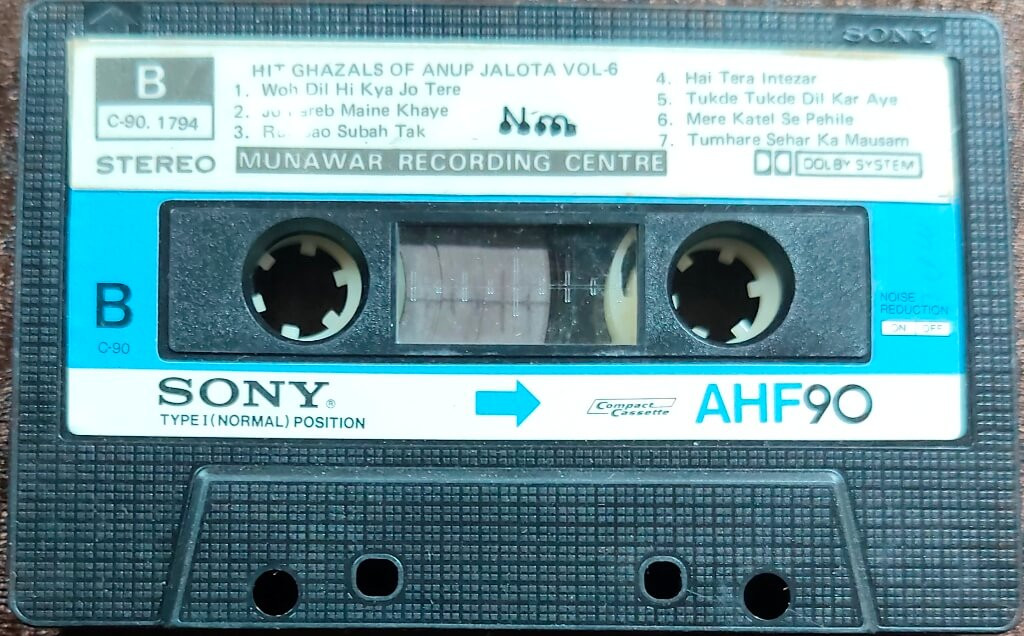 SONY
B
C-90. 1794
STEREO
HIT GHAZALS OF ANUP JALOTA VOL-6
1. Woh Dil Hi Kya Jo Tere
2. Maine Khaye
3. Subah Tak
4. Hai Tera Intezar
5. Tukde Tukde Dil Kar Aye
6. Mere Katel Se Pehile
7. Tumhare Sehar Ka Mausam
MUNAWAR RECORDING CENTRE
DOLBY SYSTEM
B
C-90
NOISE
REDUCTION
ON OFF
SONY®
TYPE I (NORMAL) POSITION
Compact
Cassette
AHF90